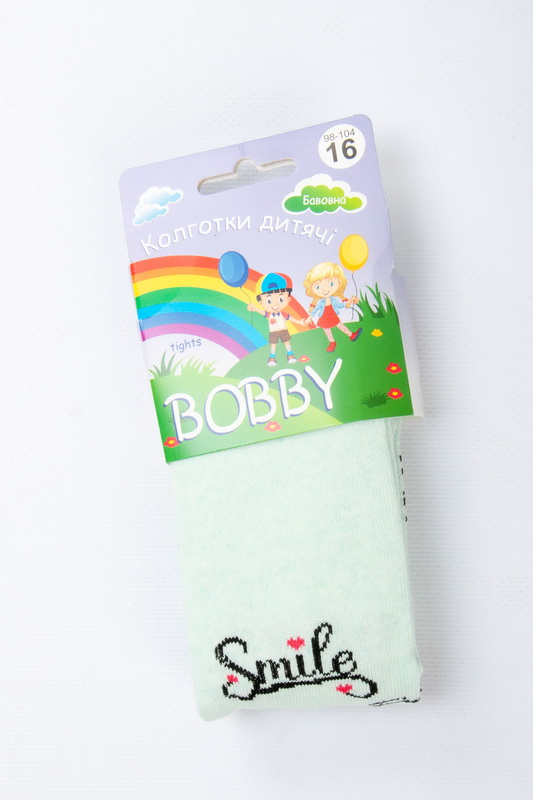 98-104
16
Бавовна
Колготки дитячі
tights
BOBBY
Smile